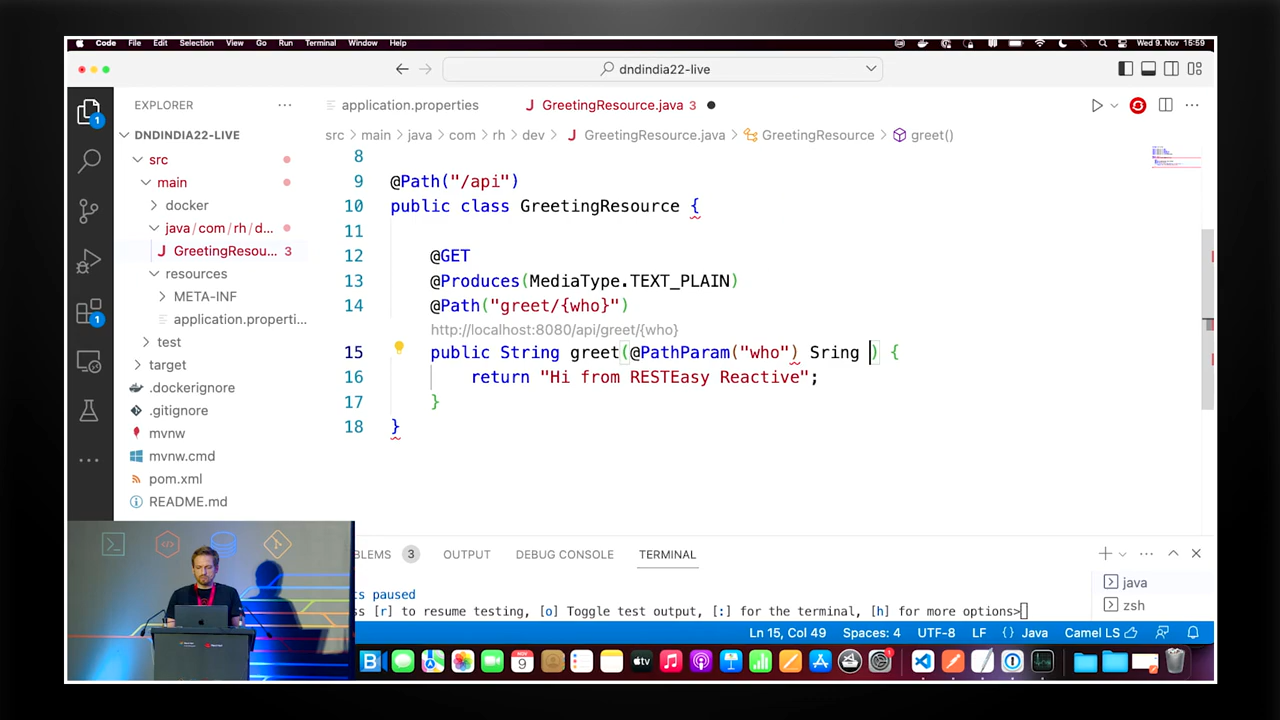 Code File Edit Selection View Go Run Terminal Window Help Wed 9. Nov 15:59
dndindia22-live
EXPLORER
application.properties
GreetingResource.java 3
DNDINDIA22-LIVE
src
main
docker
java/com/rh/d...
GreetingResou... 3
resources
META-INF
application.properti...
test
target
.dockerignore
.gitignore
mvnw
mvnw.cmd
pom.xml
README.md
1
1
src > main > java > com > rh > dev > GreetingResource.java > GreetingResource > greet()
8
9 @Path("/api")
10 public class GreetingResource {
11
12 @GET
13 @Produces(MediaType.TEXT_PLAIN)
14 @Path("greet/{who}")
http://localhost:8080/api/greet/{who}
15 public String greet(@PathParam("who") Sring ) {
16 return "Hi from RESTEasy Reactive";
17 }
18 }
BLEMS 3 OUTPUT DEBUG CONSOLE TERMINAL
ts paused
ss [r] to resume testing, [o] Toggle test output, [:] for the terminal, [h] for more options>
java
zsh
Ln 15, Col 49 Spaces: 4 UTF-8 LF {} Java Camel LS
9
tv